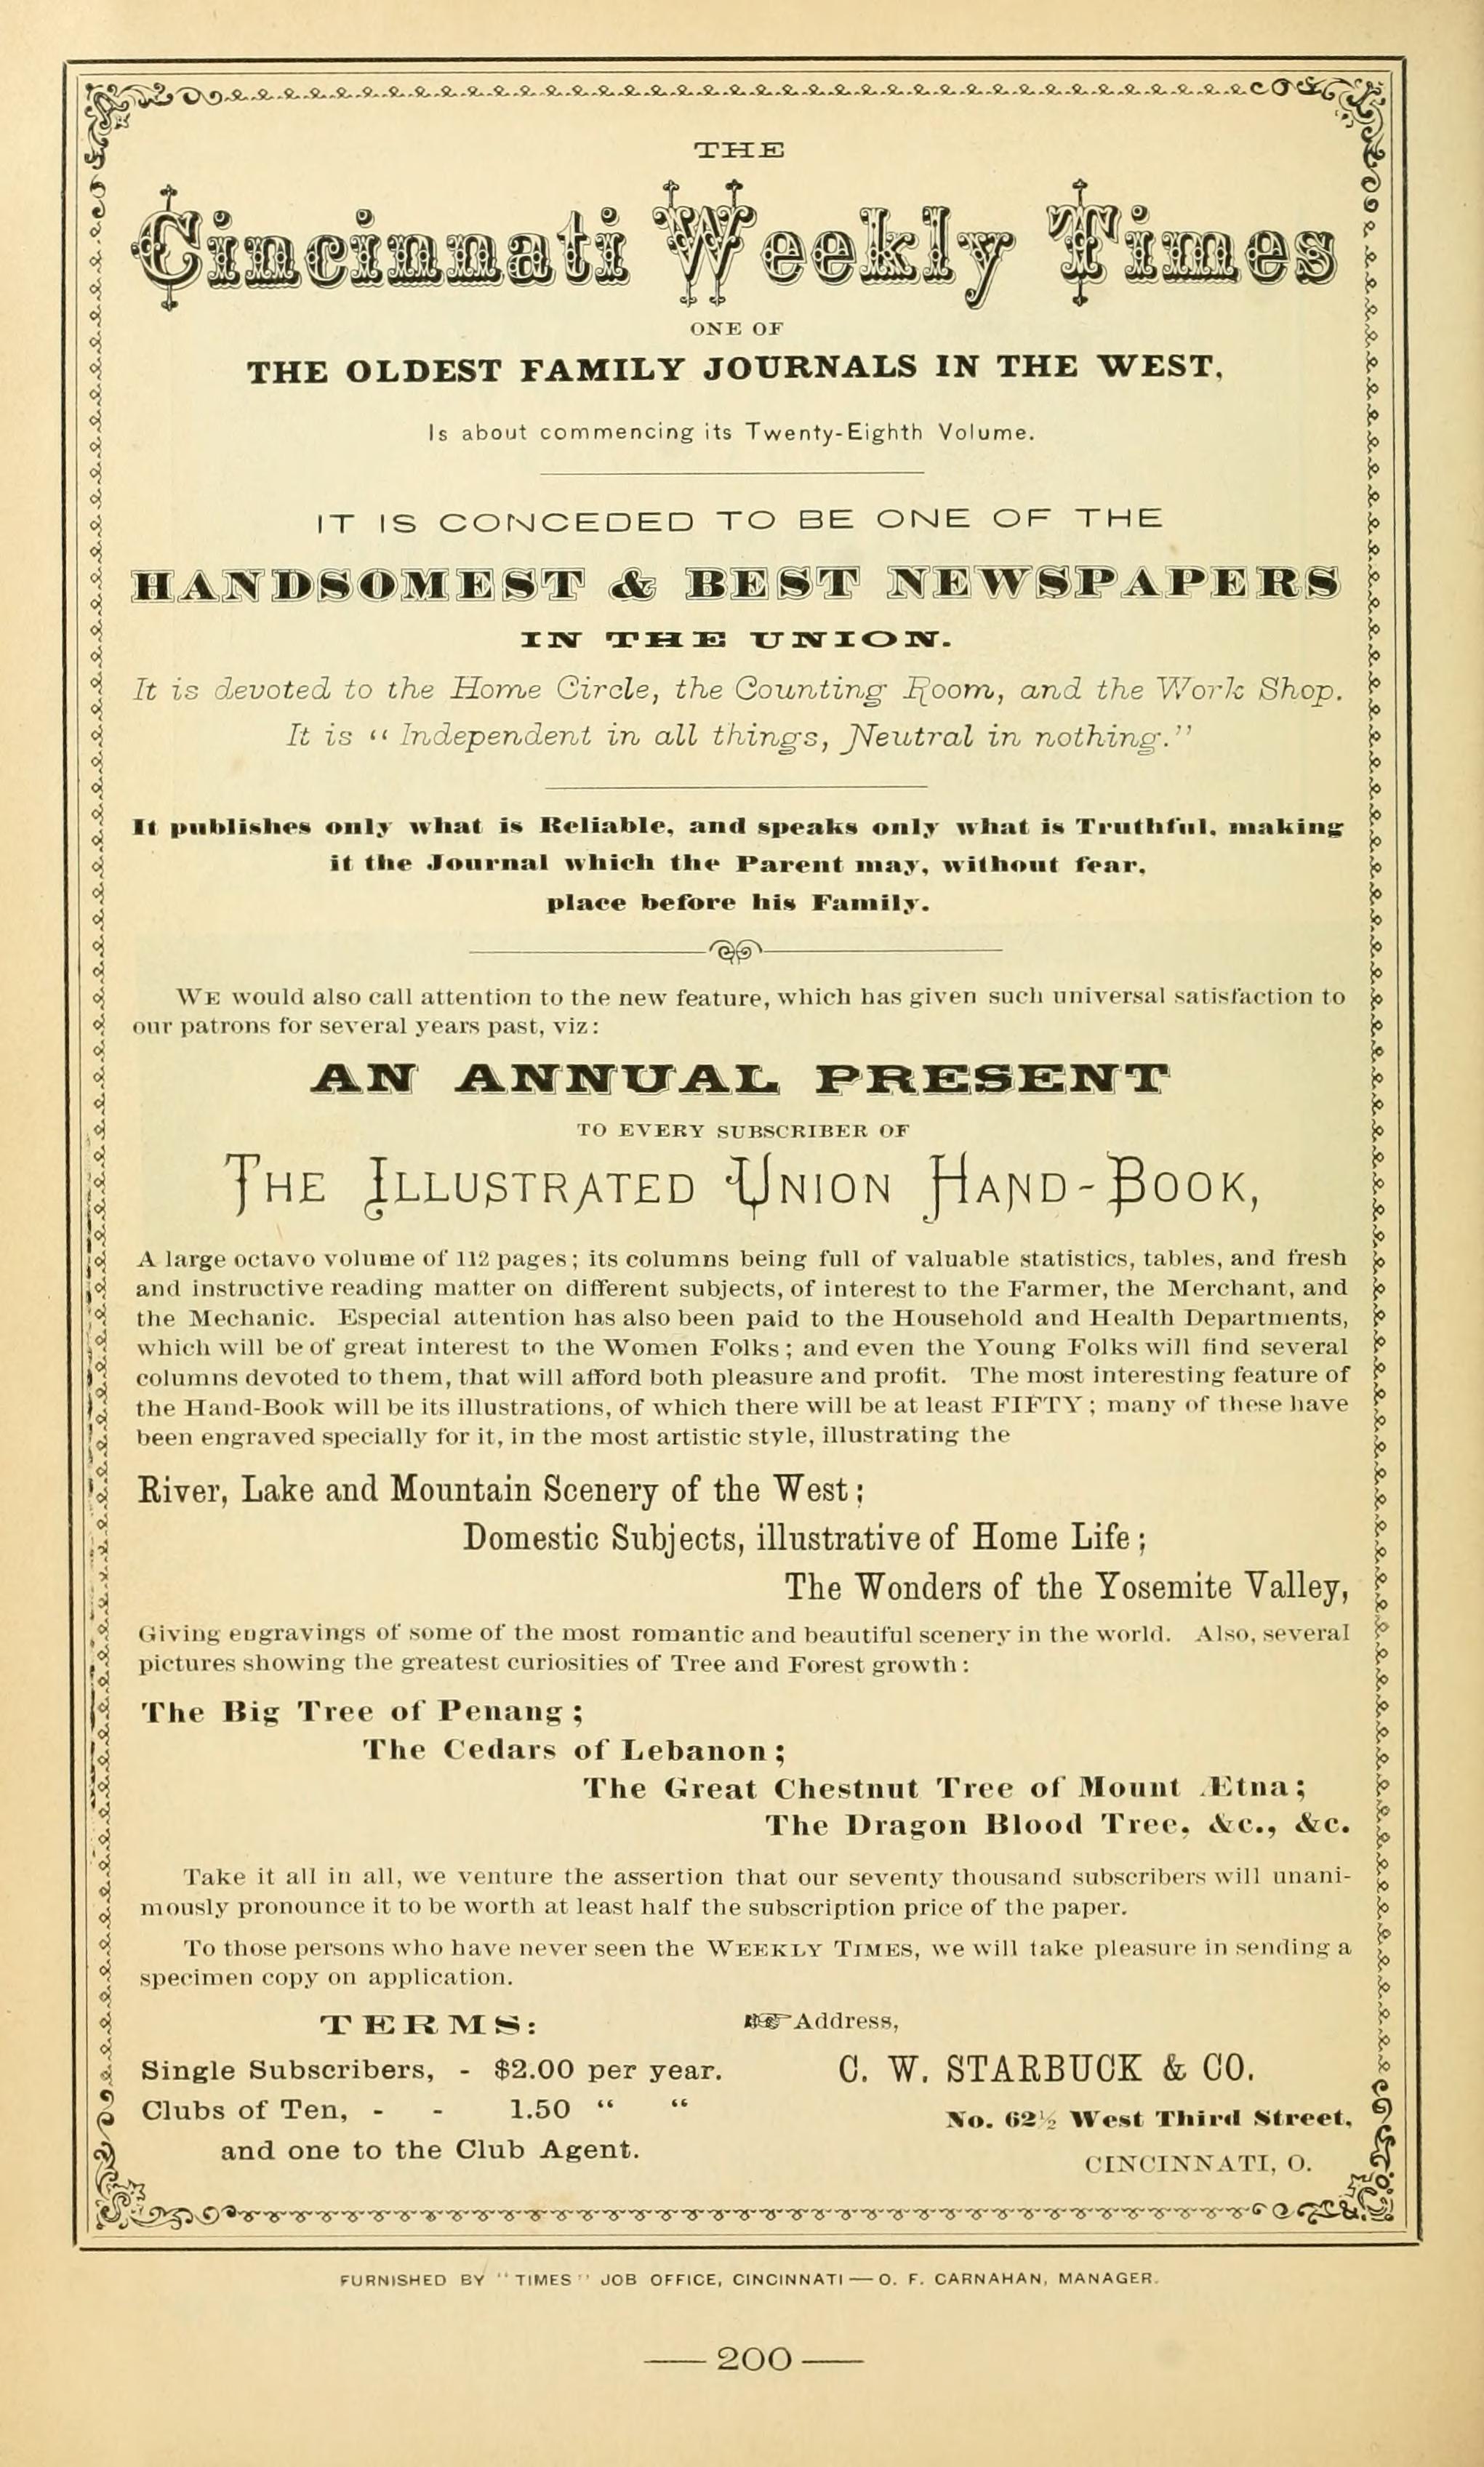 THE
Cincinnati Weekly Times
ONE OF
THE OLDEST FAMILY JOURNALS IN THE WEST,
Is about commencing its Twenty-Eighth Volume.
IT IS CONCEDED TO BE ONE OF THE
HANDSOMEST & BEST NEWSPAPERS
IN THE UNION.
It is devoted to the Home Circle, the Counting Room, and the Work Shop.
It is "Independent in all things, Neutral in nothing."
It publishes only what is Reliable, and speaks only what is Truthful, making
it the Journal which the Parent may, without fear,
place before his Family.
WE would also call attention to the new feature, which has given such universal satisfaction to
our patrons for several years past, viz:
AN ANNUAL PRESENT
TO EVERY SUBSCRIBER OF
THE ILLUSTRATED UNION HAND-BOOK,
A large octavo volume of 112 pages; its columns being full of valuable statistics, tables, and fresh
and instructive reading matter on different subjects, of interest to the Farmer, the Merchant, and
the Mechanic. Especial attention has also been paid to the Household and Health Departments,
which will be of great interest to the Women Folks; and even the Young Folks will find several
columns devoted to them, that will afford both pleasure and profit. The most interesting feature of
the Hand-Book will be its illustrations, of which there will be at least FIFTY; many of these have
been engraved specially for it, in the most artistic style, illustrating the
River, Lake and Mountain Scenery of the West;
Domestic Subjects, illustrative of Home Life;
The Wonders of the Yosemite Valley,
Giving engravings of some of the most romantic and beautiful scenery in the world. Also, several
pictures showing the greatest curiosities of Tree and Forest growth:
The Big Tree of Penang;
The Cedars of Lebanon;
The Great Chestnut Tree of Mount Ætna;
The Dragon Blood Tree, &c., &c.
Take it all in all, we venture the assertion that our seventy thousand subscribers will unani-
mously pronounce it to be worth at least half the subscription price of the paper.
To those persons who have never seen the WEEKLY TIMES, we will take pleasure in sending a
specimen copy on application.
TERMS:
Single Subscribers, - $2.00 per year.
Clubs of Ten, - - 1.50 " "
and one to the Club Agent.
☞ Address,
C. W. STARBUCK & CO.
No. 62½ West Third Street,
CINCINNATI, O.
FURNISHED BY "TIMES" JOB OFFICE, CINCINNATI—O. F. CARNAHAN, MANAGER.
— 200 —